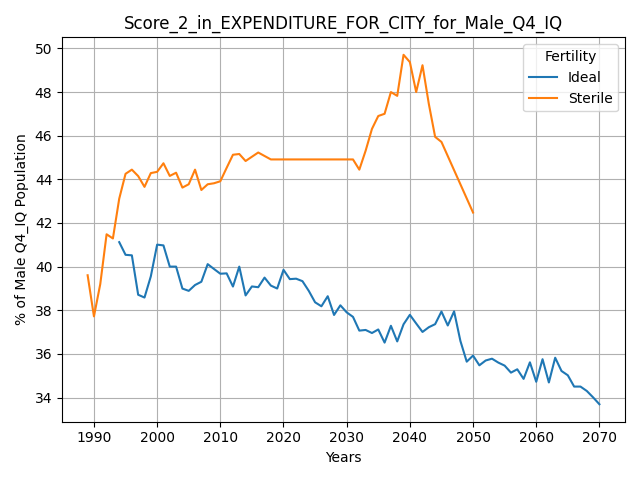 Score_2_in_EXPENDITURE_FOR_CITY_for_Male_Q4_IQ
Fertility
Ideal
Sterile
% of Male Q4_IQ Population
50
48
46
44
42
40
38
36
34
1990 2000 2010 2020 2030 2040 2050 2060 2070
Years